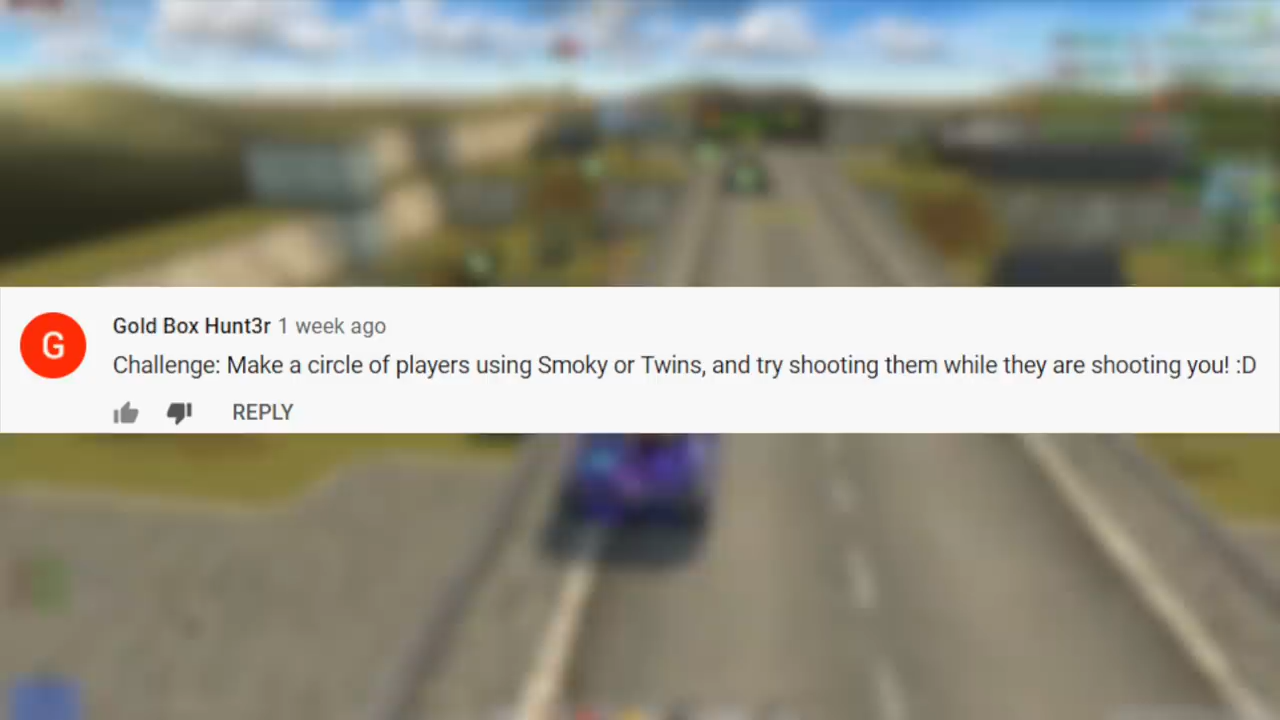 G
Gold Box Hunt3r 1 week ago
Challenge: Make a circle of players using Smoky or Twins, and try shooting them while they are shooting you! :D
REPLY